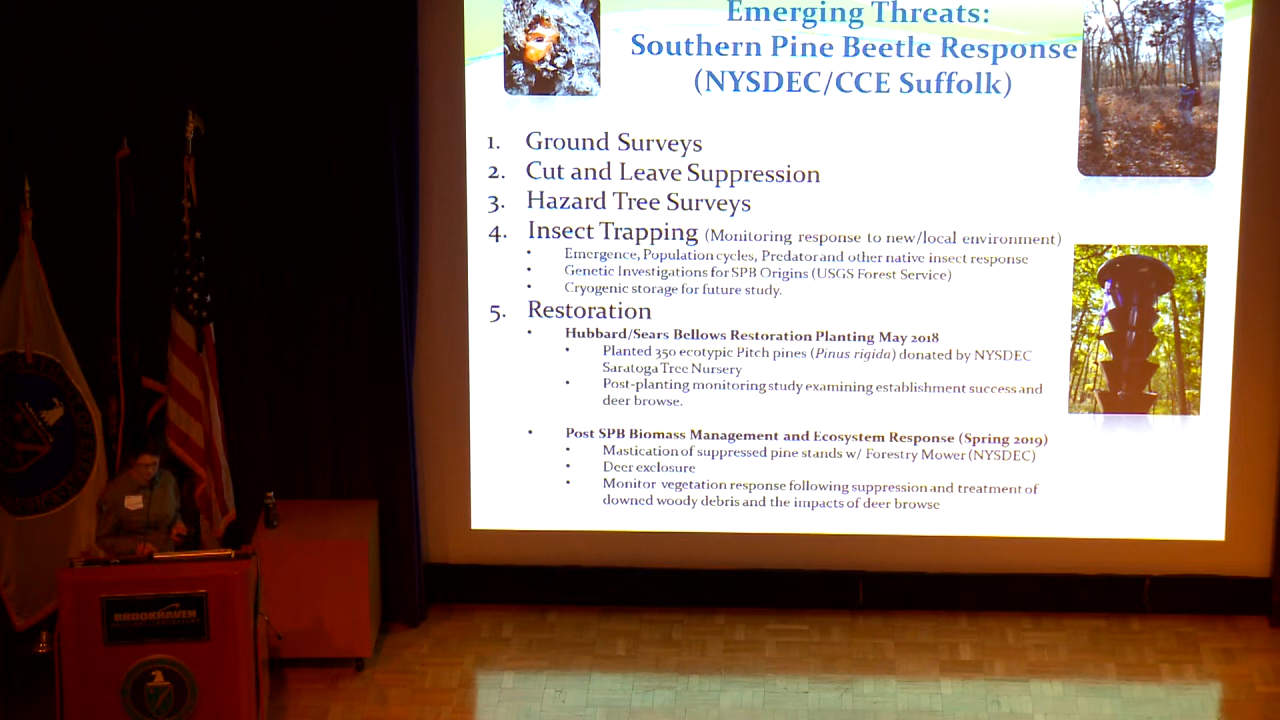 Emerging Threats:
Southern Pine Beetle Response
(NYSDEC/CCE Suffolk)
1. Ground Surveys
2. Cut and Leave Suppression
3. Hazard Tree Surveys
4. Insect Trapping (Monitoring response to new/local environment)
• Emergence, Population cycles, Predator and other native insect response
• Genetic Investigations for SPB Origins (USGS Forest Service)
• Cryogenic storage for future study.
5. Restoration
• Hubbard/Sears Bellows Restoration Planting May 2018
• Planted 350 ecotypic Pitch pines (Pinus rigida) donated by NYSDEC
Saratoga Tree Nursery
• Post-planting monitoring study examining establishment success and
deer browse.
• Post SPB Biomass Management and Ecosystem Response (Spring 2019)
• Mastication of suppressed pine stands w/ Forestry Mower (NYSDEC)
• Deer exclosure
• Monitor vegetation response following suppression and treatment of
downed woody debris and the impacts of deer browse
BROOKHAVEN